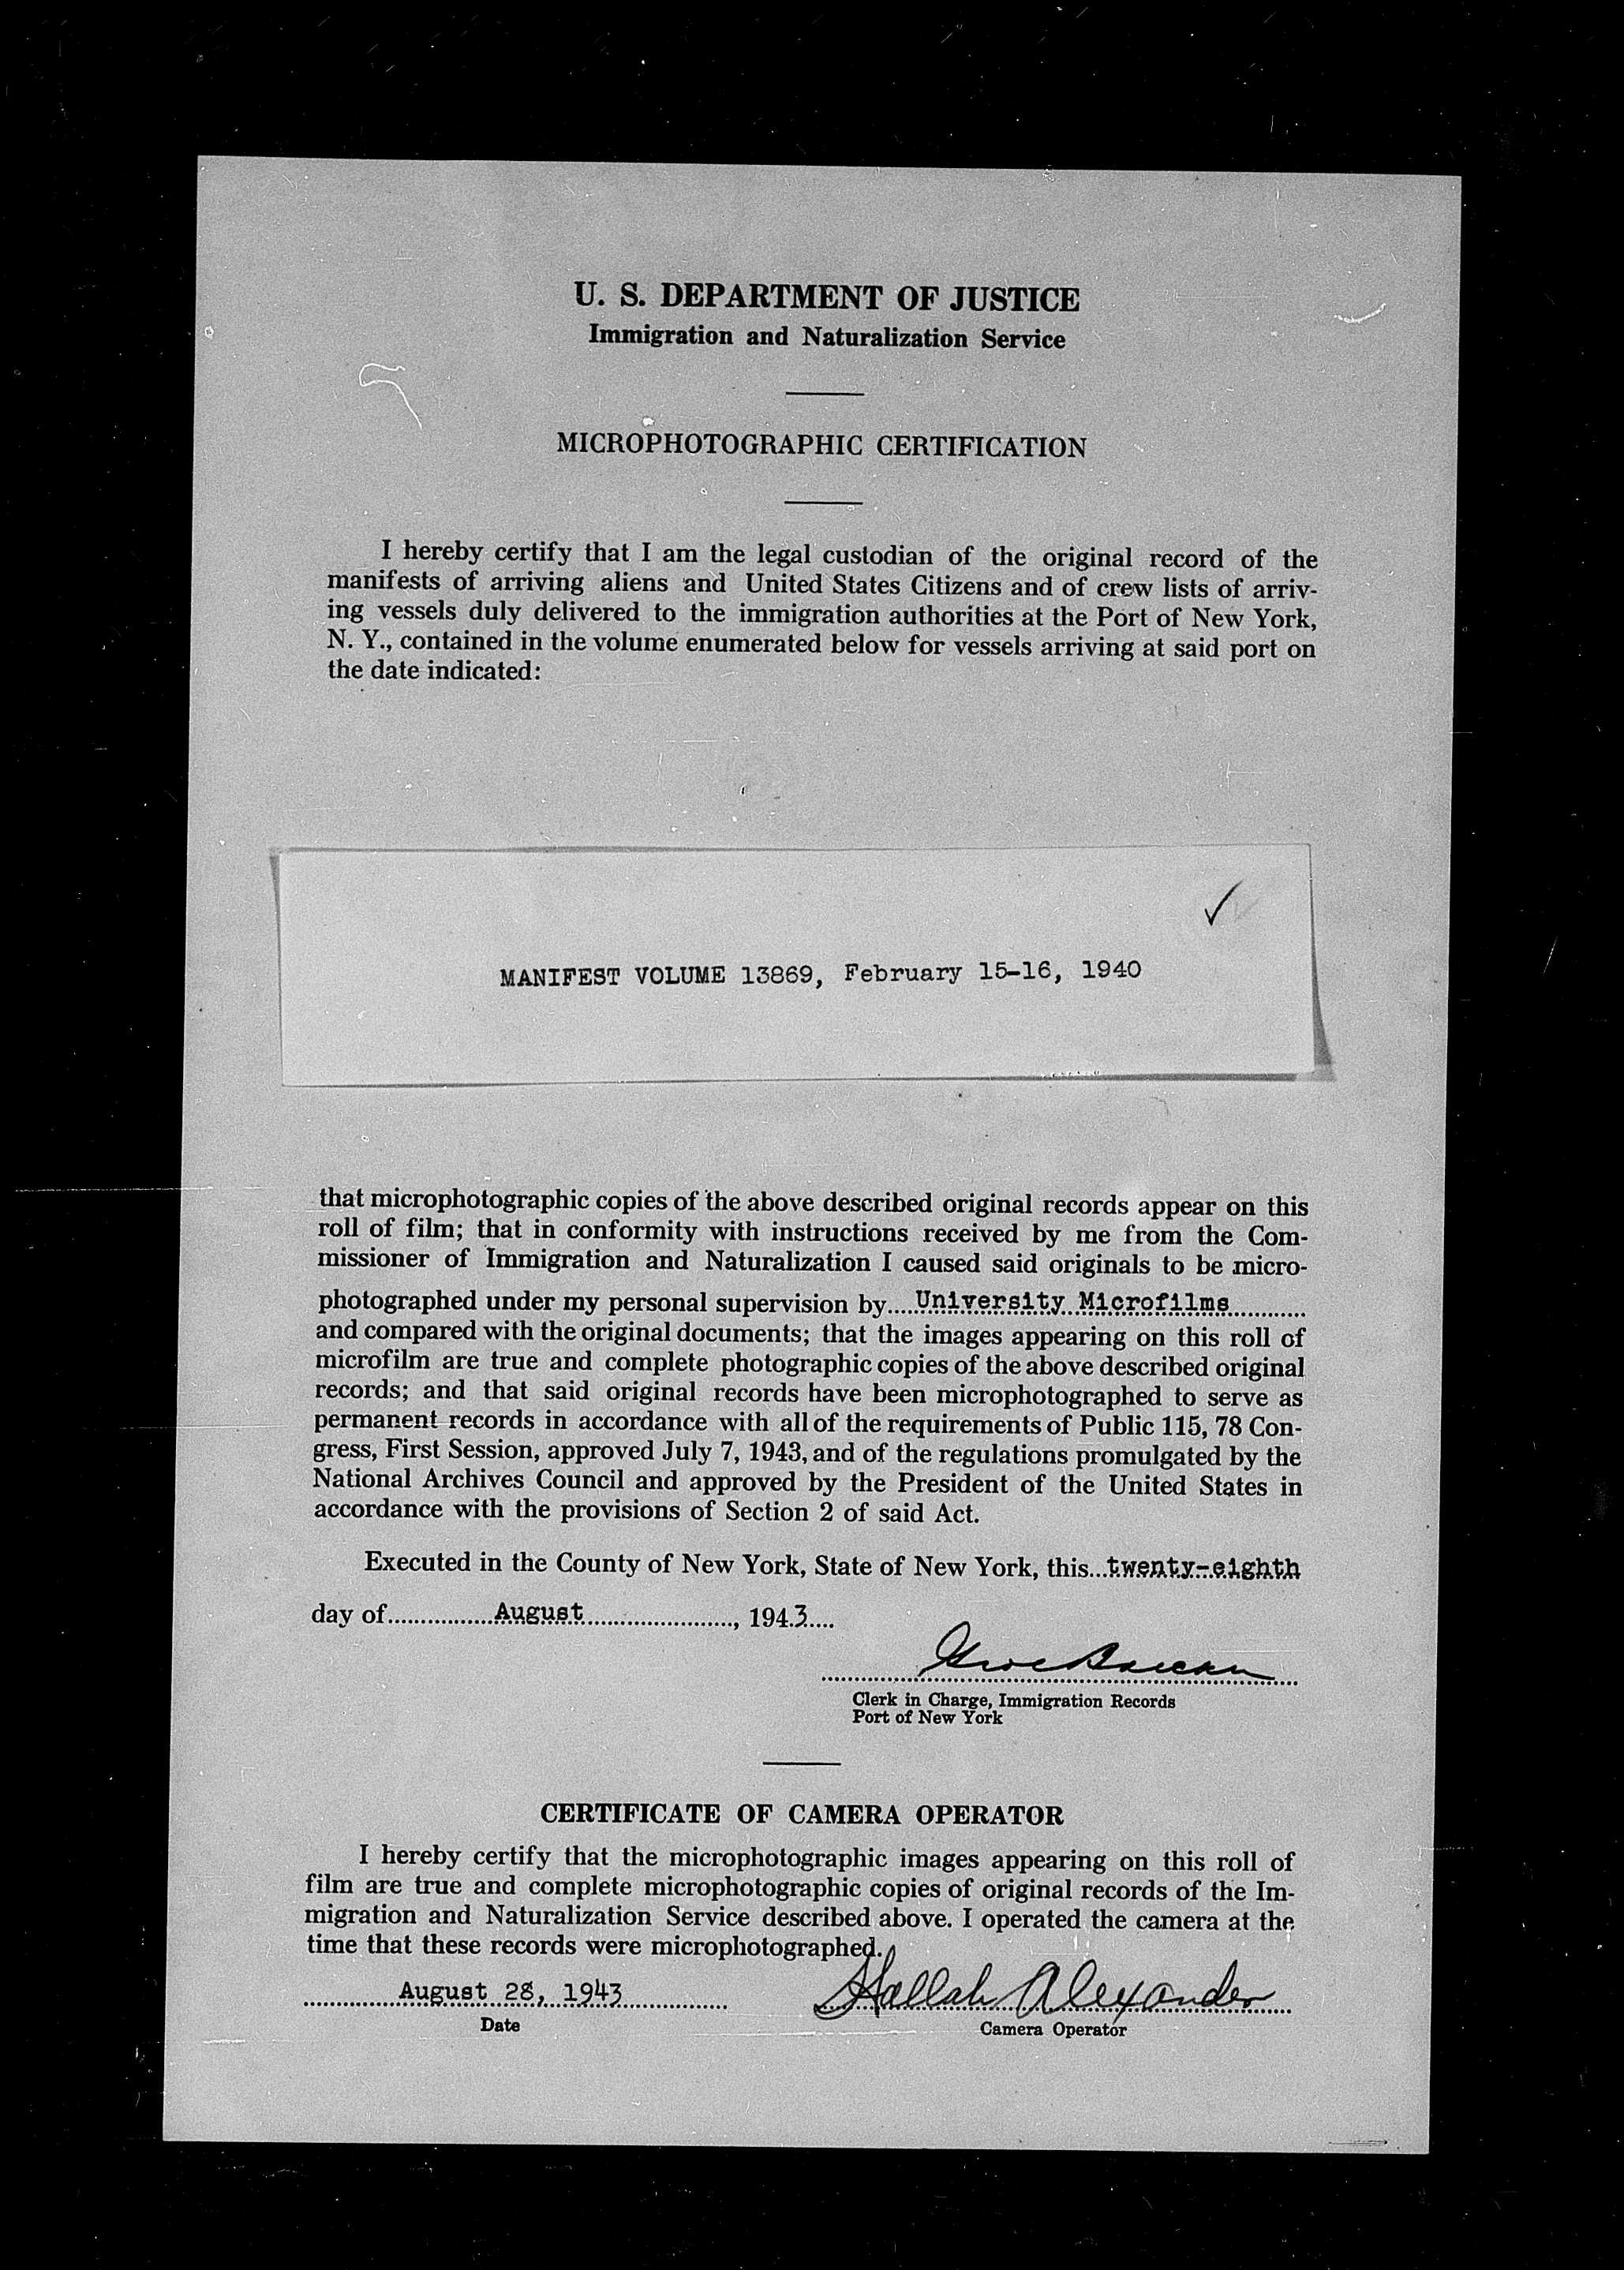 U. S. DEPARTMENT OF JUSTICE
Immigration and Naturalization Service
MICROPHOTOGRAPHIC CERTIFICATION
I hereby certify that I am the legal custodian of the original record of the
manifests of arriving aliens and United States Citizens and of crew lists of arriv-
ing vessels duly delivered to the immigration authorities at the Port of New York,
N. Y., contained in the volume enumerated below for vessels arriving at said port on
the date indicated:
✓
MANIFEST VOLUME 13869, February 15-16, 1940
that microphotographic copies of the above described original records appear on this
roll of film; that in conformity with instructions received by me from the Com-
missioner of Immigration and Naturalization I caused said originals to be micro-
photographed under my personal supervision by....University Microfilms...........
and compared with the original documents; that the images appearing on this roll of
microfilm are true and complete photographic copies of the above described original
records; and that said original records have been microphotographed to serve as
permanent records in accordance with all of the requirements of Public 115, 78 Con-
gress, First Session, approved July 7, 1943, and of the regulations promulgated by the
National Archives Council and approved by the President of the United States in
accordance with the provisions of Section 2 of said Act.
Executed in the County of New York, State of New York, this...twenty-eighth
day of................August......................., 1943.....
Clerk in Charge, Immigration Records
Port of New York
CERTIFICATE OF CAMERA OPERATOR
I hereby certify that the microphotographic images appearing on this roll of
film are true and complete microphotographic copies of original records of the Im-
migration and Naturalization Service described above. I operated the camera at the
time that these records were microphotographed.
August 28, 1943 Hallah Alexander
Date Camera Operator